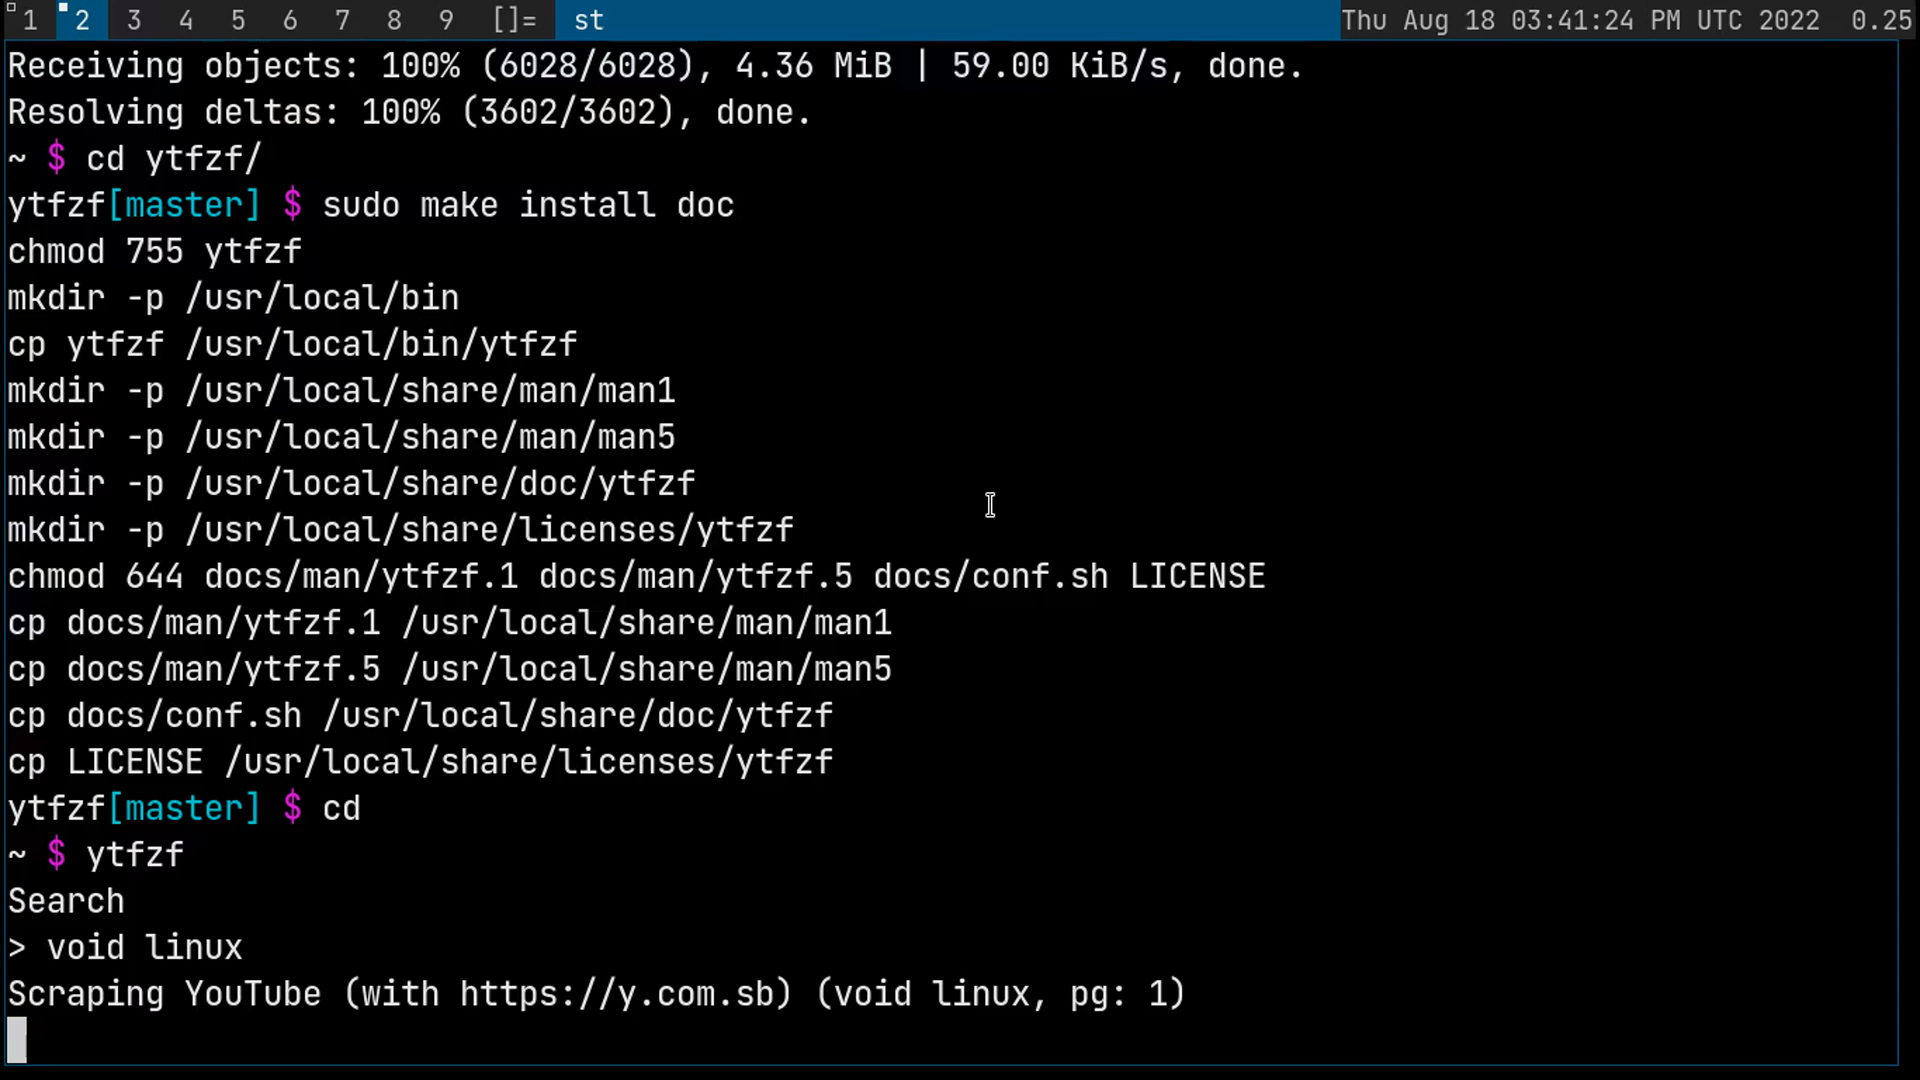 1 2 3 4 5 6 7 8 9 []= st Thu Aug 18 03:41:24 PM UTC 2022 0.25
Receiving objects: 100% (6028/6028), 4.36 MiB | 59.00 KiB/s, done.
Resolving deltas: 100% (3602/3602), done.
~ $ cd ytfzf/
ytfzf[master] $ sudo make install doc
chmod 755 ytfzf
mkdir -p /usr/local/bin
cp ytfzf /usr/local/bin/ytfzf
mkdir -p /usr/local/share/man/man1
mkdir -p /usr/local/share/man/man5
mkdir -p /usr/local/share/doc/ytfzf
mkdir -p /usr/local/share/licenses/ytfzf
chmod 644 docs/man/ytfzf.1 docs/man/ytfzf.5 docs/conf.sh LICENSE
cp docs/man/ytfzf.1 /usr/local/share/man/man1
cp docs/man/ytfzf.5 /usr/local/share/man/man5
cp docs/conf.sh /usr/local/share/doc/ytfzf
cp LICENSE /usr/local/share/licenses/ytfzf
ytfzf[master] $ cd
~ $ ytfzf
Search
> void linux
Scraping YouTube (with https://y.com.sb) (void linux, pg: 1)